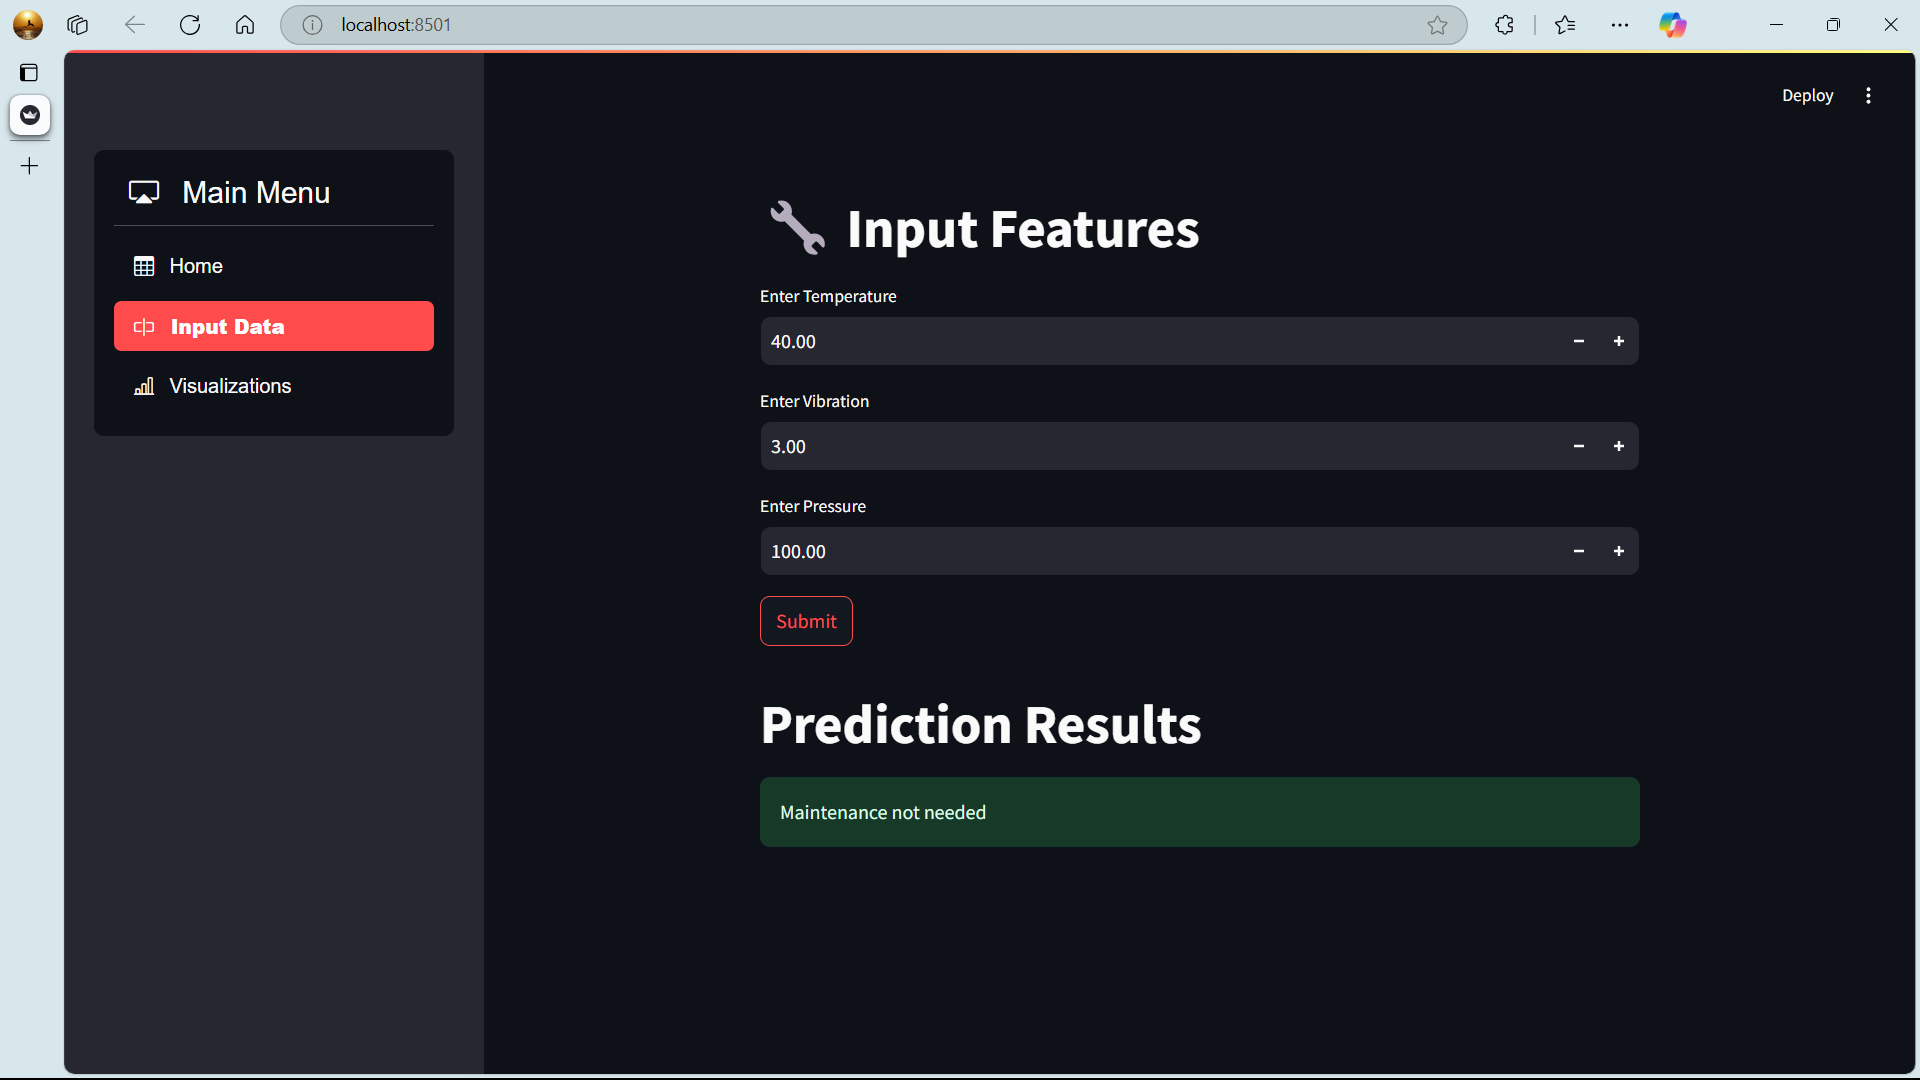 localhost:8501
Deploy
Main Menu
Home
Input Data
Visualizations
Input Features
Enter Temperature
40.00
Enter Vibration
3.00
Enter Pressure
100.00
Submit
Prediction Results
Maintenance not needed